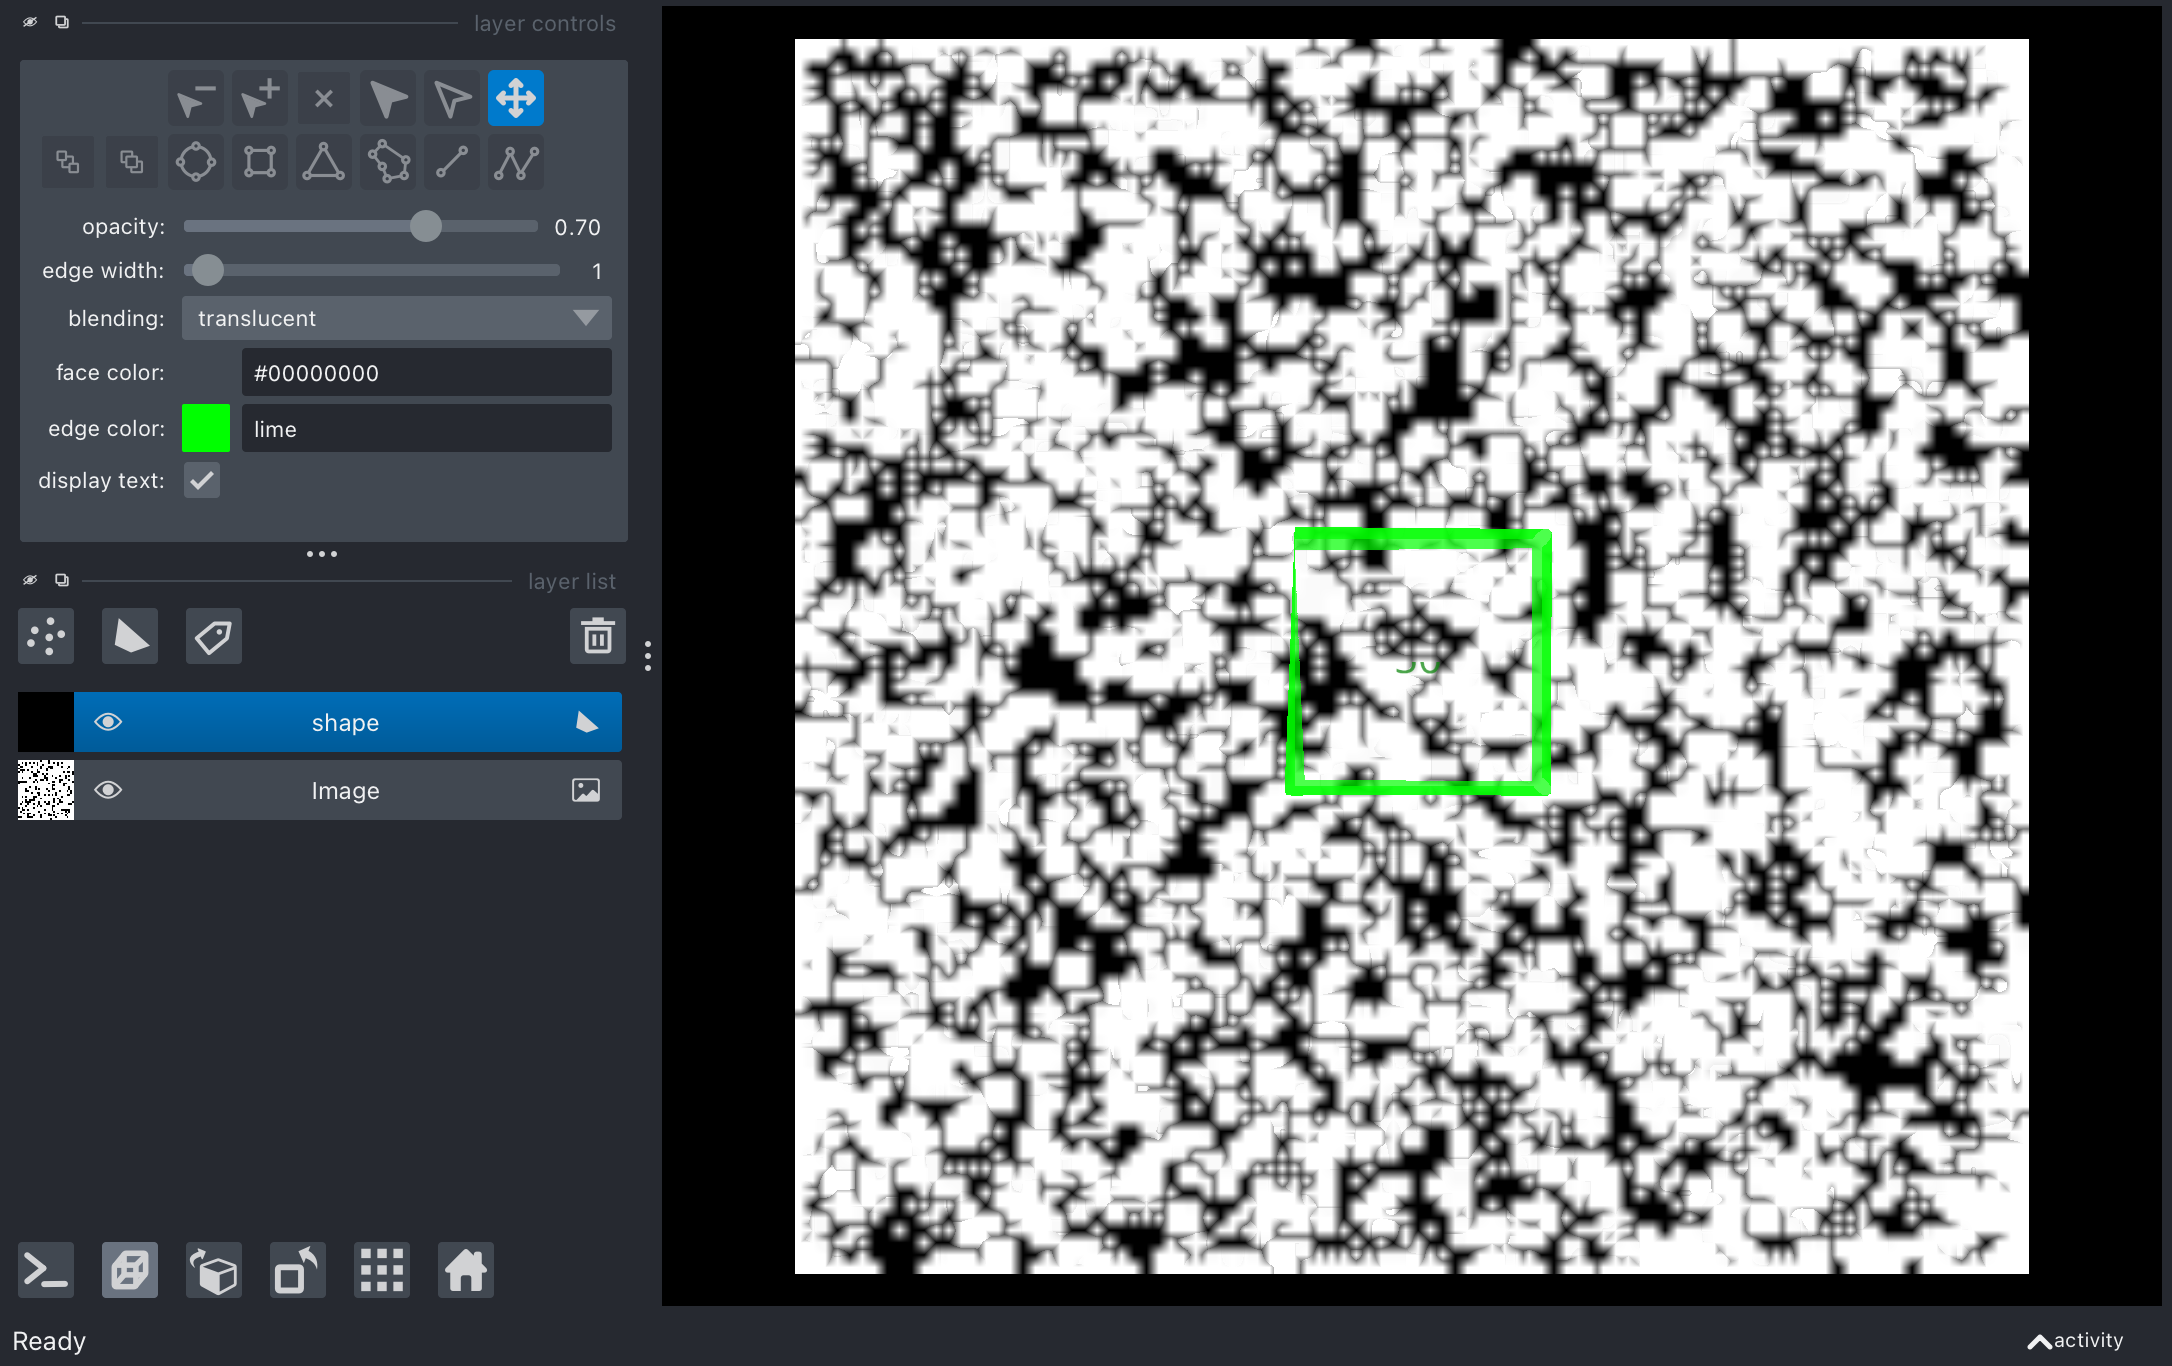 layer controls
opacity: 0.70
edge width: 1
blending: translucent
face color: #00000000
edge color: lime
display text:
layer list
shape
Image
Ready
activity